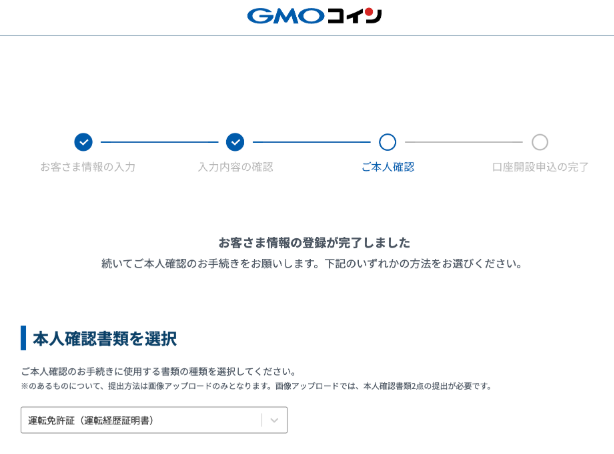 GMOコイン
お客さま情報の入力
入力内容の確認
ご本人確認
口座開設申込の完了
お客さま情報の登録が完了しました
続いてご本人確認のお手続きをお願いします。下記のいずれかの方法をお選びください。
本人確認書類を選択
ご本人確認のお手続きに使用する書類の種類を選択してください。
※のあるものについて、提出方法は画像アップロードのみとなります。画像アップロードでは、本人確認書類2点の提出が必要です。
運転免許証（運転経歴証明書）